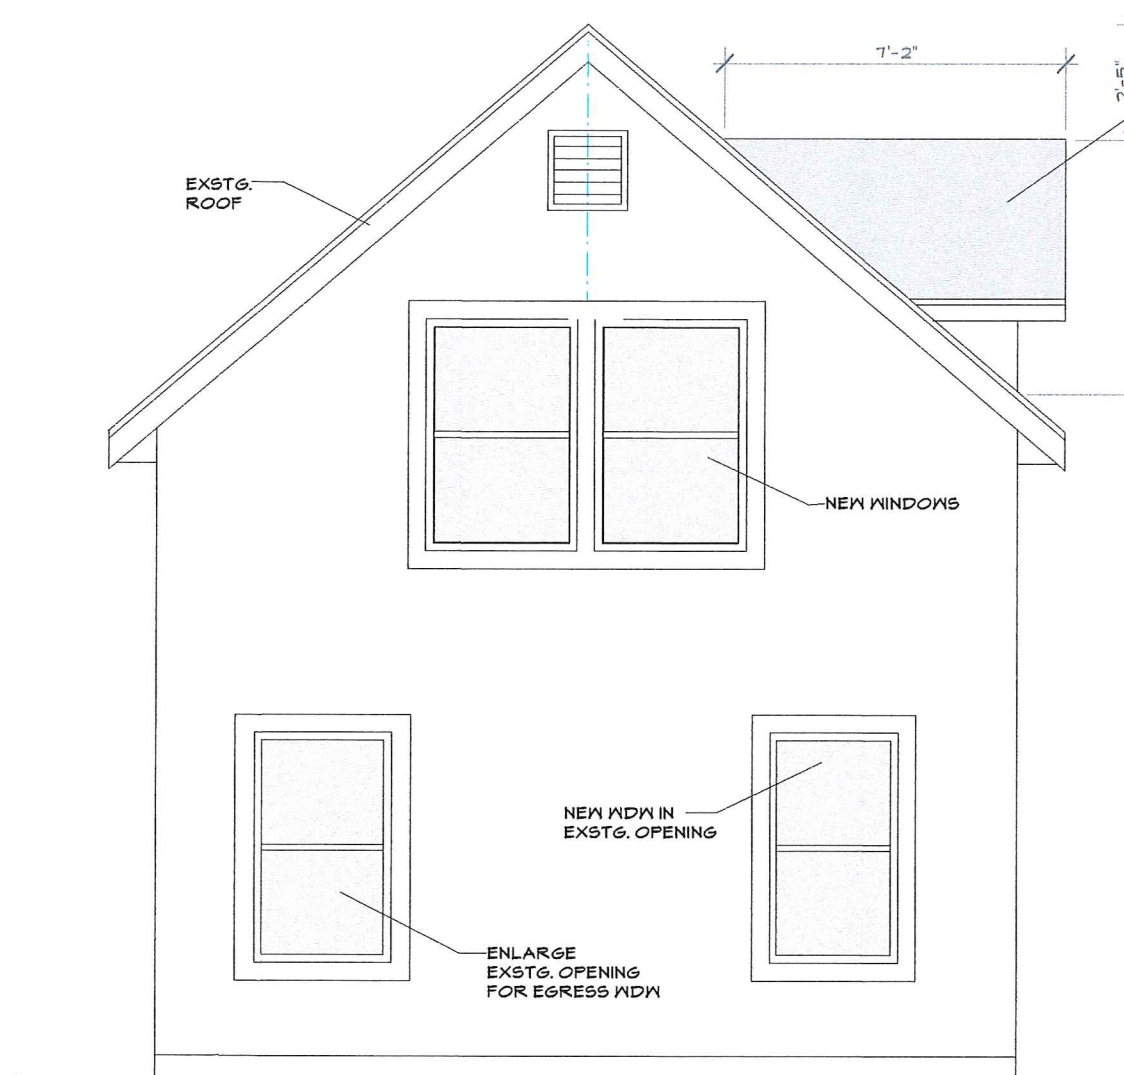 7'-2"
EXSTG.
ROOF
NEW WINDOWS
NEW WDW IN
EXSTG. OPENING
ENLARGE
EXSTG. OPENING
FOR EGRESS WDW